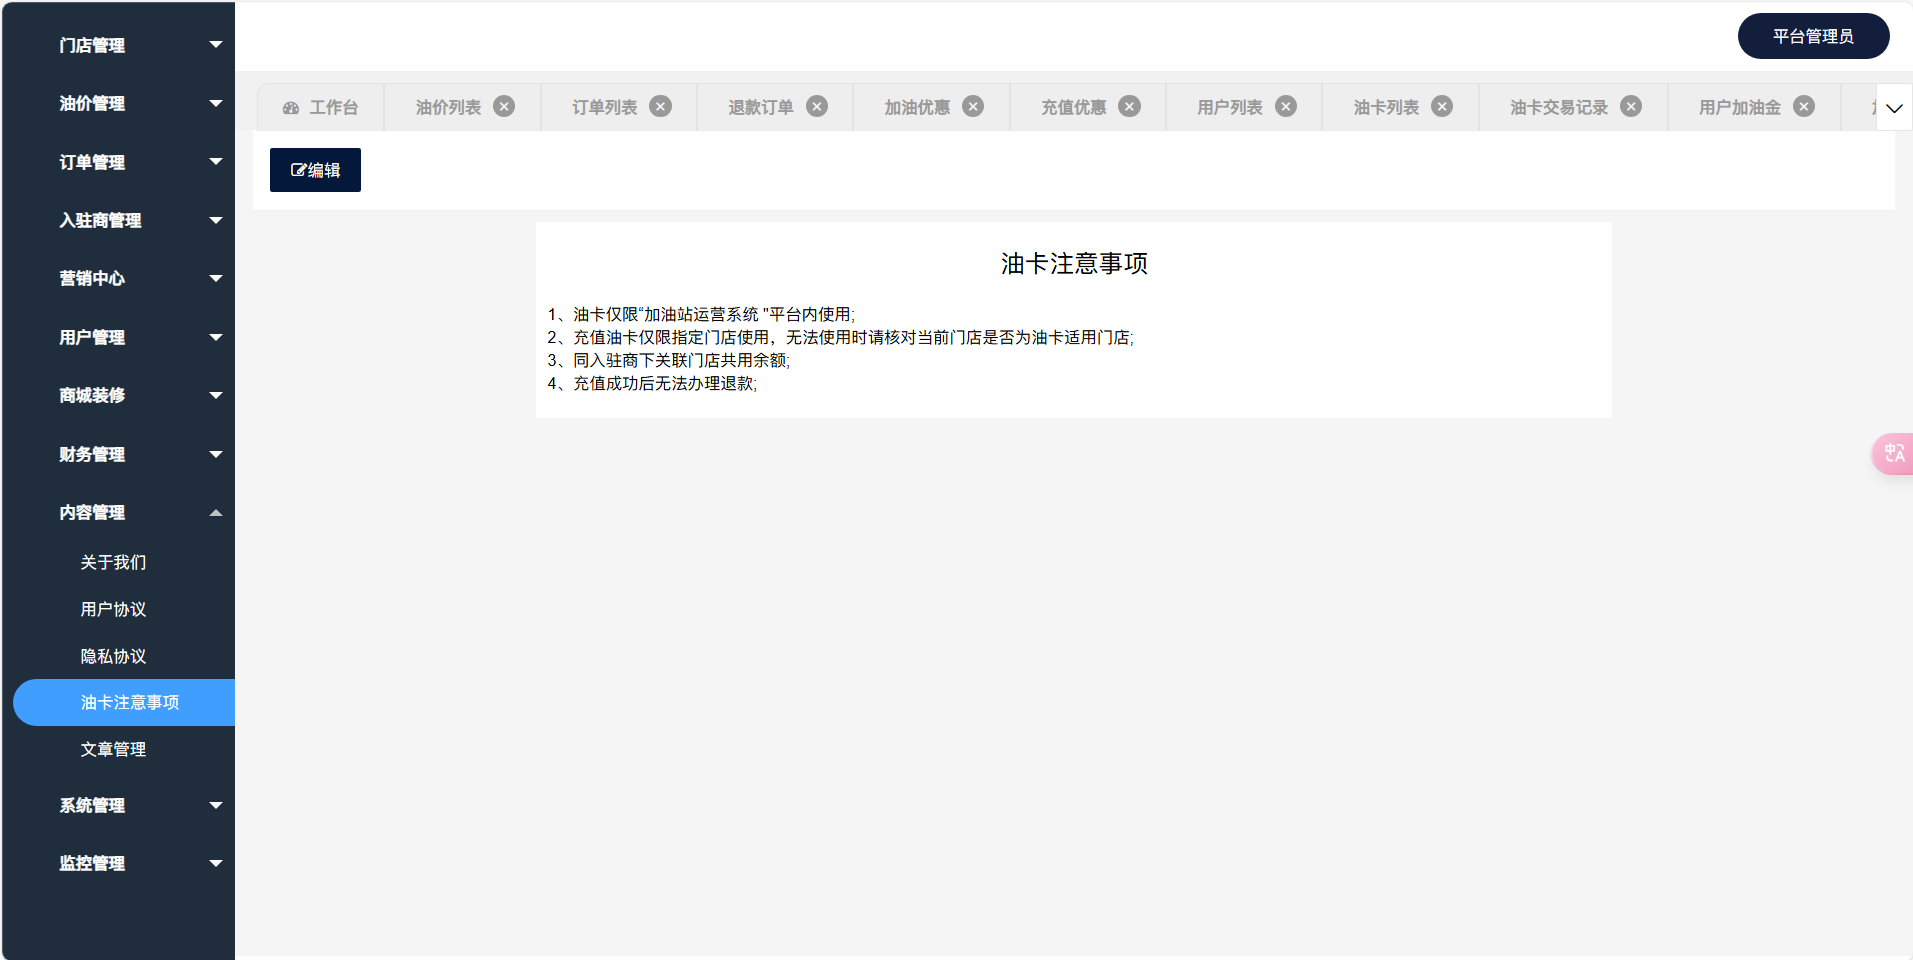 平台管理员
门店管理
油价管理
订单管理
入驻商管理
营销中心
用户管理
商城装修
财务管理
内容管理
关于我们
用户协议
隐私协议
油卡注意事项
文章管理
系统管理
监控管理
工作台
油价列表
订单列表
退款订单
加油优惠
充值优惠
用户列表
油卡列表
油卡交易记录
用户加油金
编辑
油卡注意事项
1、油卡仅限“加油站运营系统 "平台内使用;
2、充值油卡仅限指定门店使用，无法使用时请核对当前门店是否为油卡适用门店;
3、同入驻商下关联门店共用余额;
4、充值成功后无法办理退款;
中A